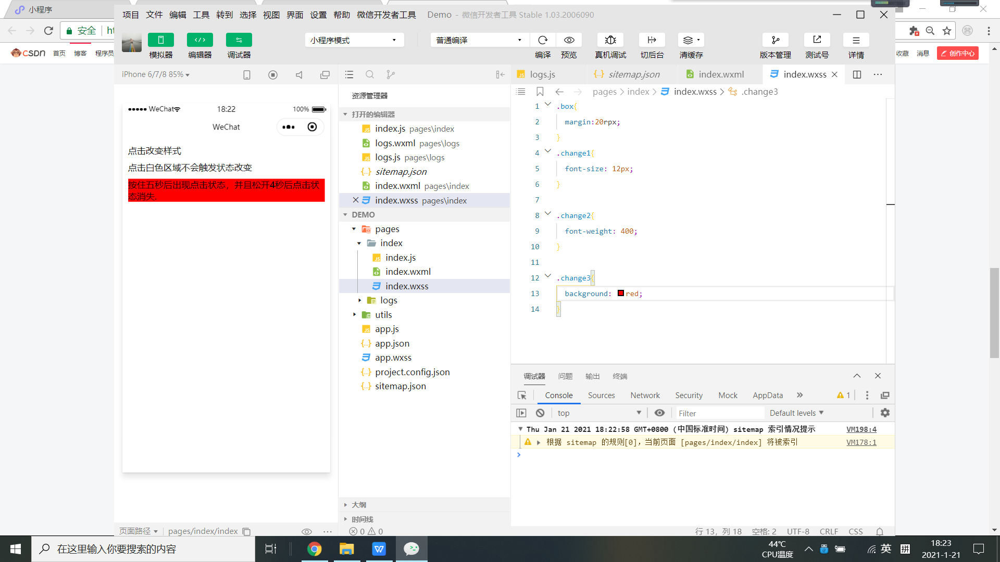 小程序
安全
CSDN
首页
博客
程序员
收藏
消息
创作中心
项目 文件 编辑 工具 转到 选择 视图 界面 设置 帮助 微信开发者工具
Demo - 微信开发者工具 Stable 1.03.2006090
模拟器
编辑器
调试器
小程序模式
普通编译
编译
预览
真机调试
切后台
清缓存
版本管理
测试号
详情
iPhone 6/7/8 85%
WeChat
18:22
100%
WeChat
点击改变样式
点击白色区域不会触发状态改变
按住五秒后出现点击状态，并且松开4秒后点击状
态消失.
页面路径
pages/index/index
资源管理器
打开的编辑器
index.js pages\index
logs.wxml pages\logs
logs.js pages\logs
sitemap.json
index.wxml pages\index
index.wxss pages\index
DEMO
pages
index
index.js
index.wxml
index.wxss
logs
utils
app.js
app.json
app.wxss
project.config.json
sitemap.json
大纲
时间线
0
0
logs.js
sitemap.json
index.wxml
index.wxss
pages > index > index.wxss > .change3
1 .box{
2 margin:20rpx;
3 }
4 .change1{
5 font-size: 12px;
6 }
7
8 .change2{
9 font-weight: 400;
10 }
11
12 .change3{
13 background: red;
14 }
调试器 问题 输出 终端
Console Sources Network Security Mock AppData
1
top
Filter
Default levels
Thu Jan 21 2021 18:22:58 GMT+0800 (中国标准时间) sitemap 索引情况提示
VM198:4
根据 sitemap 的规则[0]，当前页面 [pages/index/index] 将被索引
VM178:1
行 13，列 18
空格: 2
UTF-8
CRLF
CSS
在这里输入你要搜索的内容
44℃
CPU温度
英
拼
18:23
2021-1-21